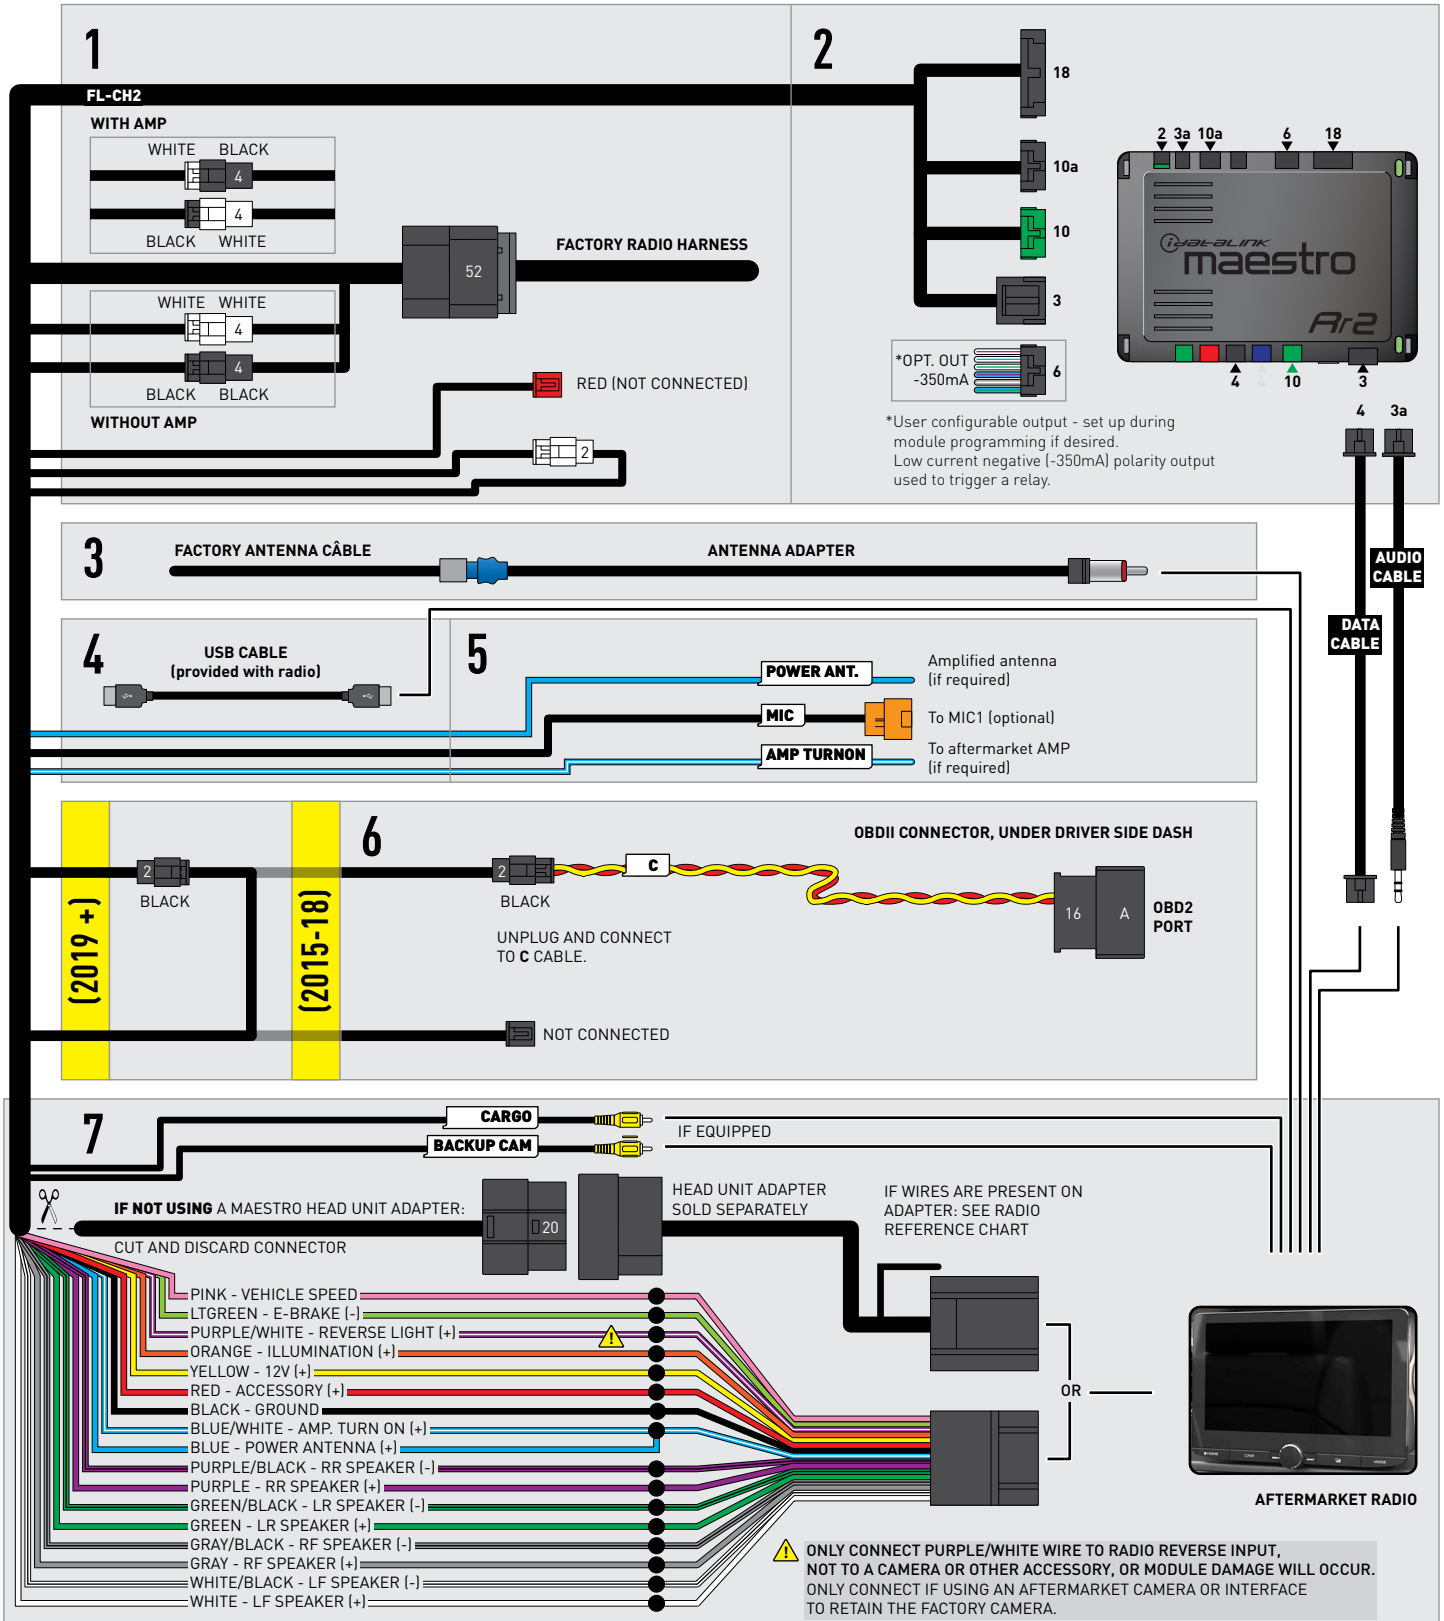 1
FL-CH2
WITH AMP
WHITE BLACK
4
4
BLACK WHITE
52
FACTORY RADIO HARNESS
WHITE WHITE
4
4
BLACK BLACK
WITHOUT AMP
RED (NOT CONNECTED)
2
2
18
10a
10
3
*OPT. OUT
-350mA
6
*User configurable output - set up during
module programming if desired.
Low current negative (-350mA) polarity output
used to trigger a relay.
2 3a 10a 6 18
idatalink
maestro
Rr2
4 4 10 3
4 3a
AUDIO
CABLE
DATA
CABLE
3
FACTORY ANTENNA CÂBLE
ANTENNA ADAPTER
4
USB CABLE
(provided with radio)
5
POWER ANT.
Amplified antenna
(if required)
MIC
To MIC1 (optional)
AMP TURNON
To aftermarket AMP
(if required)
(2019 +)
2
BLACK
(2015-18)
6
OBDII CONNECTOR, UNDER DRIVER SIDE DASH
2
BLACK
C
16
A
OBD2
PORT
UNPLUG AND CONNECT
TO C CABLE.
NOT CONNECTED
7
CARGO
BACKUP CAM
IF EQUIPPED
IF NOT USING A MAESTRO HEAD UNIT ADAPTER:
CUT AND DISCARD CONNECTOR
20
HEAD UNIT ADAPTER
SOLD SEPARATELY
IF WIRES ARE PRESENT ON
ADAPTER: SEE RADIO
REFERENCE CHART
PINK - VEHICLE SPEED
LTGREEN - E-BRAKE (-)
PURPLE/WHITE - REVERSE LIGHT (+)
ORANGE - ILLUMINATION (+)
YELLOW - 12V (+)
RED - ACCESSORY (+)
BLACK - GROUND
BLUE/WHITE - AMP. TURN ON (+)
BLUE - POWER ANTENNA (+)
PURPLE/BLACK - RR SPEAKER (-)
PURPLE - RR SPEAKER (+)
GREEN/BLACK - LR SPEAKER (-)
GREEN - LR SPEAKER (+)
GRAY/BLACK - RF SPEAKER (-)
GRAY - RF SPEAKER (+)
WHITE/BLACK - LF SPEAKER (-)
WHITE - LF SPEAKER (+)
OR
HOME CAM VOICE
AFTERMARKET RADIO
ONLY CONNECT PURPLE/WHITE WIRE TO RADIO REVERSE INPUT,
NOT TO A CAMERA OR OTHER ACCESSORY, OR MODULE DAMAGE WILL OCCUR.
ONLY CONNECT IF USING AN AFTERMARKET CAMERA OR INTERFACE
TO RETAIN THE FACTORY CAMERA.